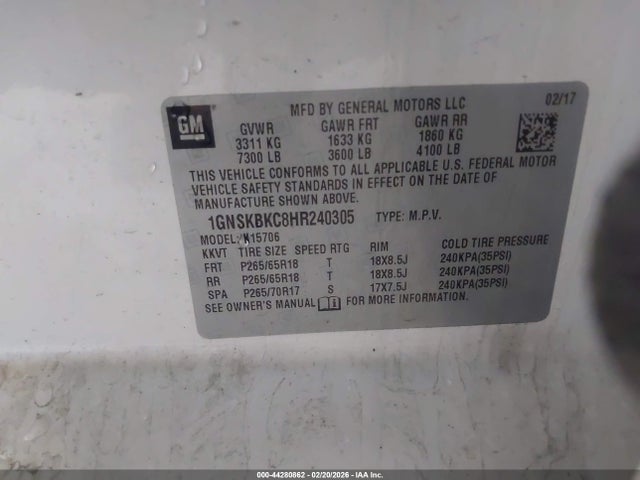 GM
MFD BY GENERAL MOTORS LLC 02/17
GVWR GAWR FRT GAWR RR
3311 KG 1633 KG 1860 KG
7300 LB 3600 LB 4100 LB
THIS VEHICLE CONFORMS TO ALL APPLICABLE U.S. FEDERAL MOTOR
VEHICLE SAFETY STANDARDS IN EFFECT ON THE DATE OF
MANUFACTURE SHOWN ABOVE.
1GNSKBKC8HR240305 TYPE: M.P.V.
MODEL: K15706
KKVT TIRE SIZE SPEED RTG RIM COLD TIRE PRESSURE
FRT P265/65R18 T 18X8.5J 240KPA(35PSI)
RR P265/65R18 T 18X8.5J 240KPA(35PSI)
SPA P265/70R17 S 17X7.5J 240KPA(35PSI)
SEE OWNER'S MANUAL FOR MORE INFORMATION.
000-44280862 / 02/20/2026 / IAA Inc.